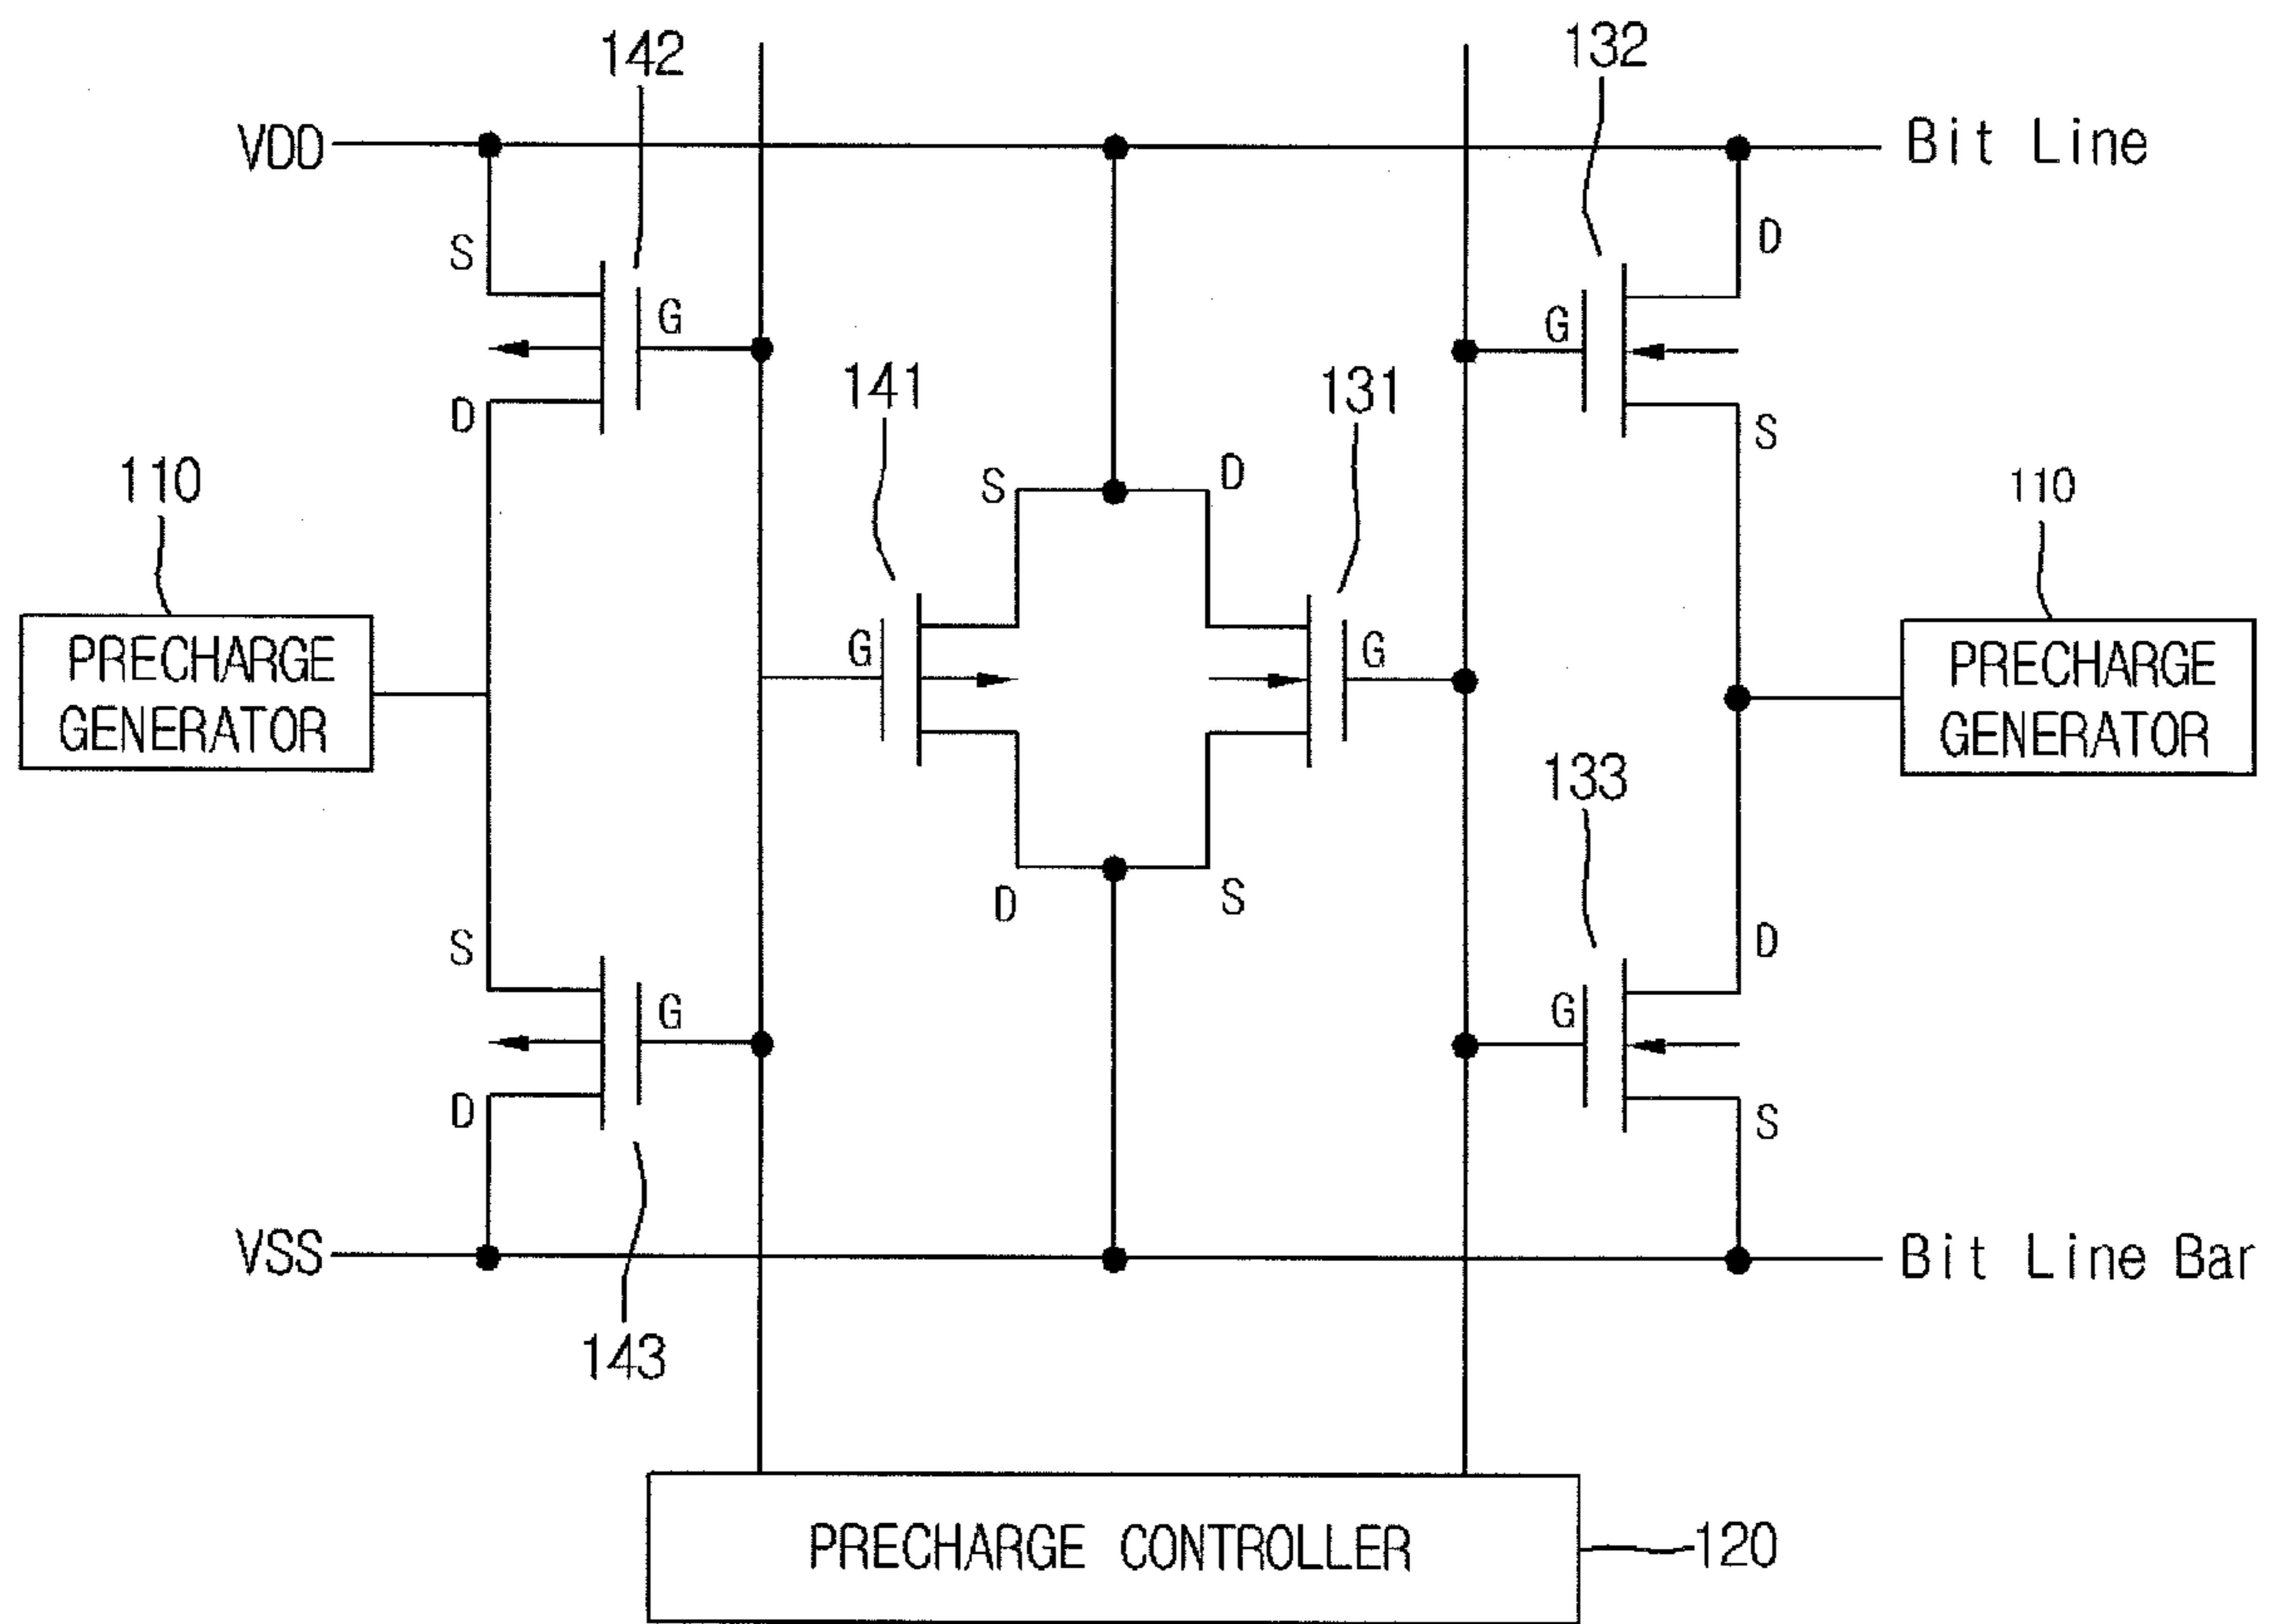 142
132
VDD
Bit Line
S
D
G
G
141
131
D
S
110
S
D
110
PRECHARGE
GENERATOR
G
G
PRECHARGE
GENERATOR
133
D
S
S
D
G
G
D
S
VSS
Bit Line Bar
143
PRECHARGE CONTROLLER
120